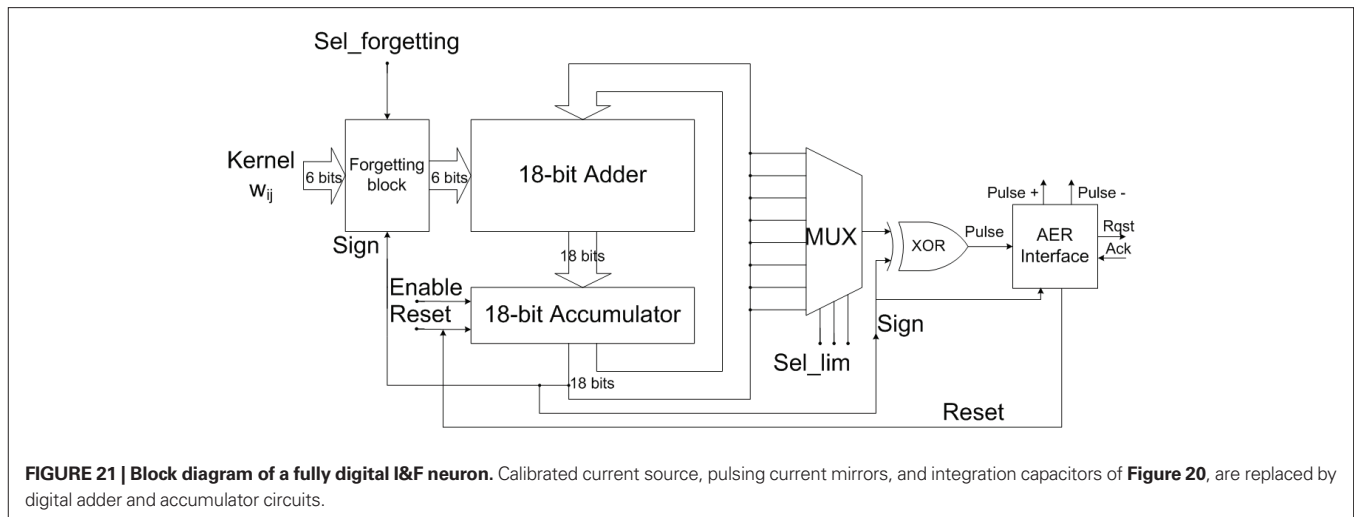 Sel_forgetting
Kernel
wij
6 bits
Forgetting
block
6 bits
18-bit Adder
Sign
18 bits
Enable
Reset
18-bit Accumulator
18 bits
MUX
Sel_lim
XOR
Sign
Pulse
Pulse +
Pulse -
AER
Interface
Rqst
Ack
Reset
FIGURE 21 | Block diagram of a fully digital I&F neuron. Calibrated current source, pulsing current mirrors, and integration capacitors of Figure 20, are replaced by
digital adder and accumulator circuits.